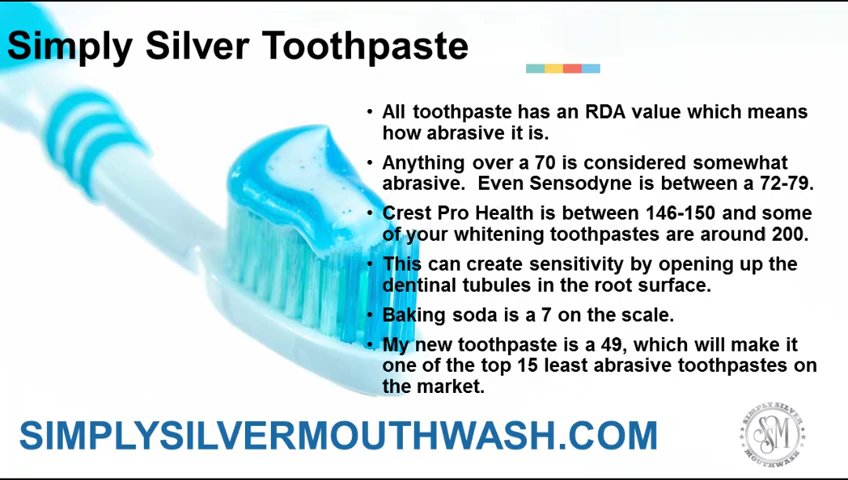 Simply Silver Toothpaste
• All toothpaste has an RDA value which means
how abrasive it is.
• Anything over a 70 is considered somewhat
abrasive. Even Sensodyne is between a 72-79.
• Crest Pro Health is between 146-150 and some
of your whitening toothpastes are around 200.
• This can create sensitivity by opening up the
dentinal tubules in the root surface.
• Baking soda is a 7 on the scale.
• My new toothpaste is a 49, which will make it
one of the top 15 least abrasive toothpastes on
the market.
SIMPLYSILVERMOUTHWASH.COM
SIMPLY SILVER
SSM
MOUTHWASH